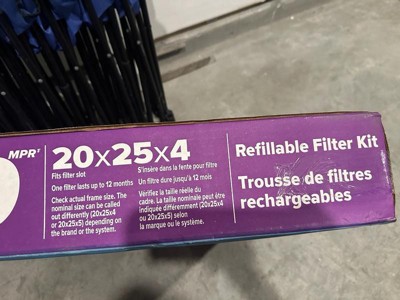 MPR†
20x25x4
Fits filter slot
One filter lasts up to 12 months
Check actual frame size. The
nominal size can be called
out differently (20x25x4
or 20x25x5) depending on
the brand or the system.
S'insère dans la fente pour filtre
Un filtre dure jusqu'à 12 mois
Vérifiez la taille réelle du
cadre. La taille nominale peut être
indiquée différemment (20x25x4
ou 20x25x5) selon
la marque ou le système.
Refillable Filter Kit
Trousse de filtres
rechargeables